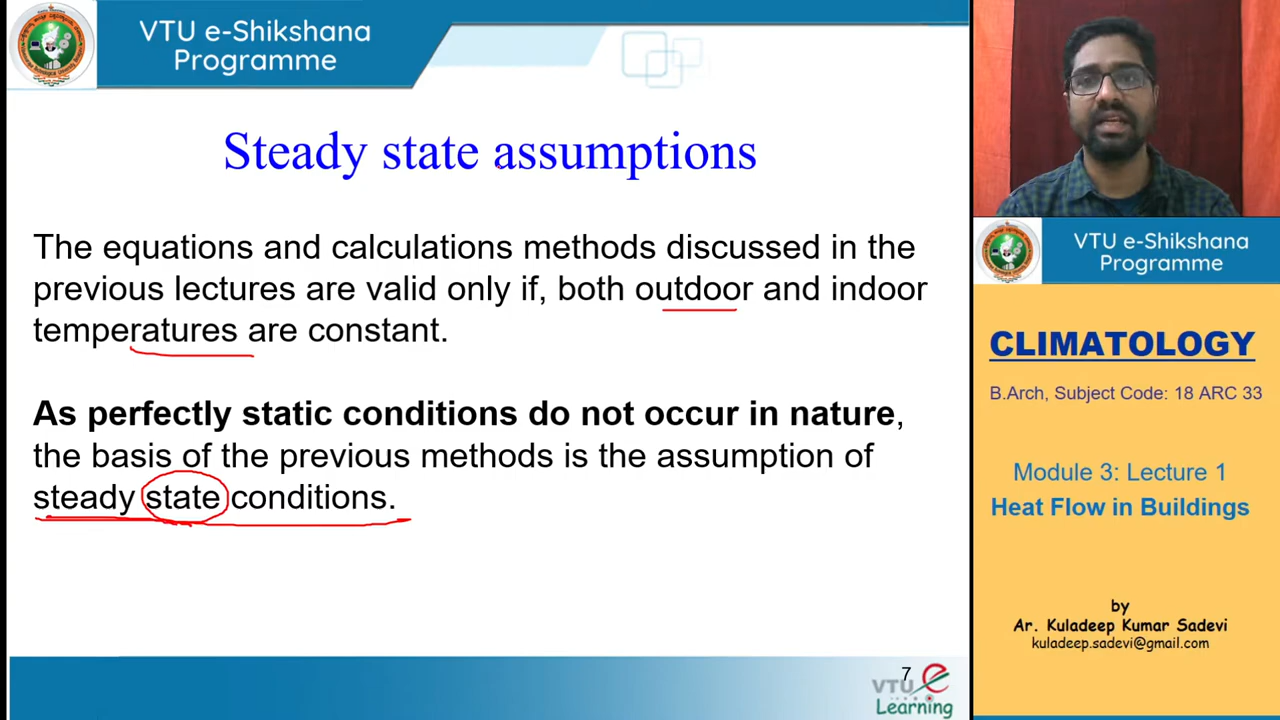 VTU e-Shikshana
Programme
Steady state assumptions
The equations and calculations methods discussed in the
previous lectures are valid only if, both outdoor and indoor
temperatures are constant.
As perfectly static conditions do not occur in nature,
the basis of the previous methods is the assumption of
steady state conditions.
7
VTU e
Learning
VTU e-Shikshana
Programme
CLIMATOLOGY
B.Arch, Subject Code: 18 ARC 33
Module 3: Lecture 1
Heat Flow in Buildings
by
Ar. Kuladeep Kumar Sadevi
kuladeep.sadevi@gmail.com